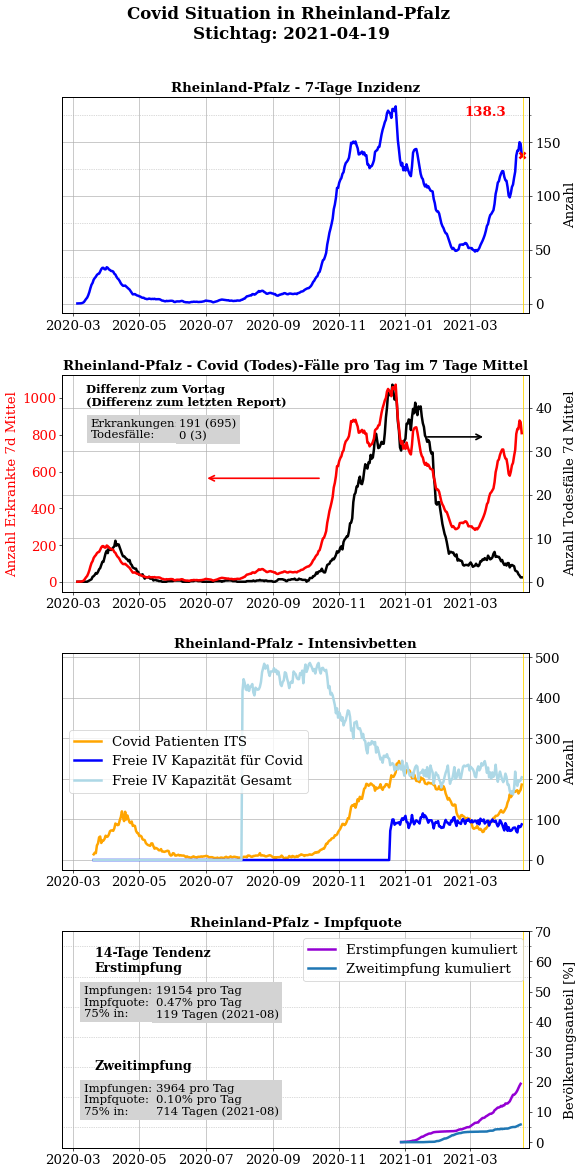 Covid Situation in Rheinland-Pfalz
Stichtag: 2021-04-19
Rheinland-Pfalz - 7-Tage Inzidenz
138.3
150
100
50
0
Anzahl
2020-03 2020-05 2020-07 2020-09 2020-11 2021-01 2021-03
Rheinland-Pfalz - Covid (Todes)-Fälle pro Tag im 7 Tage Mittel
Differenz zum Vortag
(Differenz zum letzten Report)
Erkrankungen 191 (695)
Todesfälle: 0 (3)
1000
800
600
400
200
0
Anzahl Erkrankte 7d Mittel
40
30
20
10
0
Anzahl Todesfälle 7d Mittel
2020-03 2020-05 2020-07 2020-09 2020-11 2021-01 2021-03
Rheinland-Pfalz - Intensivbetten
Covid Patienten ITS
Freie IV Kapazität für Covid
Freie IV Kapazität Gesamt
500
400
300
200
100
0
Anzahl
2020-03 2020-05 2020-07 2020-09 2020-11 2021-01 2021-03
Rheinland-Pfalz - Impfquote
14-Tage Tendenz
Erstimpfung
Impfungen: 19154 pro Tag
Impfquote: 0.47% pro Tag
75% in: 119 Tagen (2021-08)
Zweitimpfung
Impfungen: 3964 pro Tag
Impfquote: 0.10% pro Tag
75% in: 714 Tagen (2021-08)
Erstimpfungen kumuliert
Zweitimpfung kumuliert
70
60
50
40
30
20
10
0
Bevölkerungsanteil [%]
2020-03 2020-05 2020-07 2020-09 2020-11 2021-01 2021-03